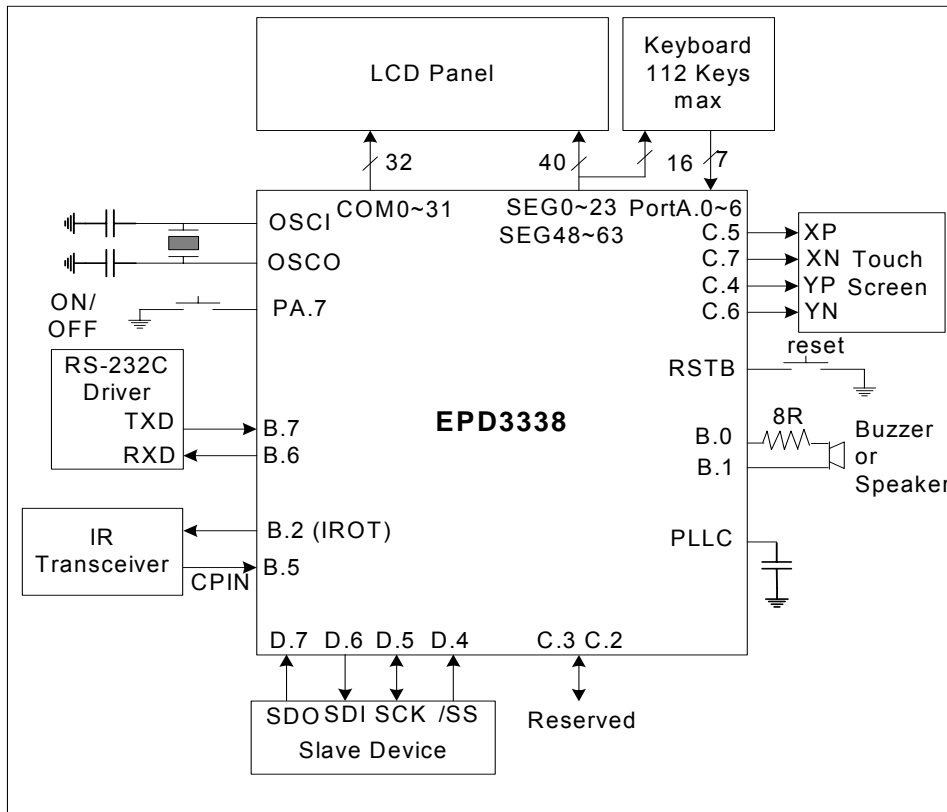 LCD Panel
Keyboard
112 Keys
max
32
40
16
7
COM0~31
SEG0~23
SEG48~63
PortA.0~6
OSCI
OSCO
ON/
OFF
PA.7
C.5
C.7
C.4
C.6
XP
XN
YP
YN
Touch
Screen
RSTB
reset
RS-232C
Driver
TXD
RXD
B.7
B.6
EPD3338
B.0
B.1
8R
Buzzer
or
Speaker
IR
Transceiver
CPIN
B.2 (IROT)
B.5
PLLC
D.7 D.6 D.5 D.4
C.3 C.2
SDO SDI SCK /SS
Slave Device
Reserved